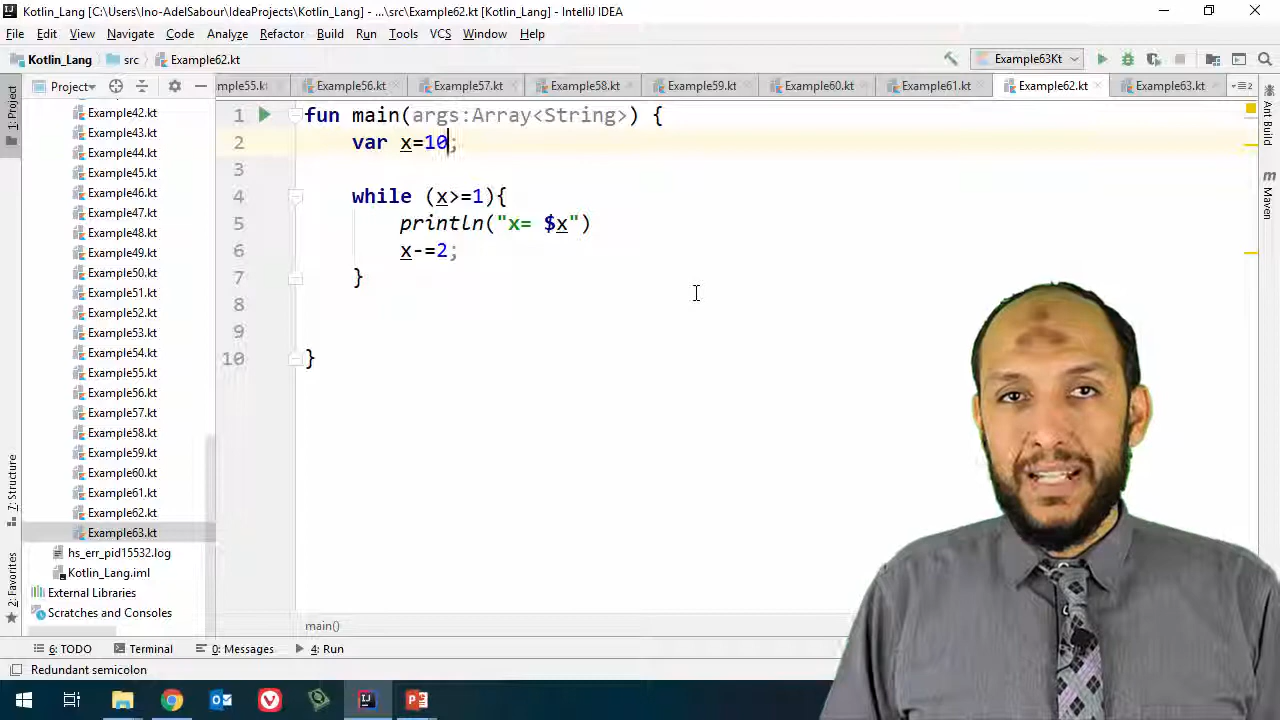 Kotlin_Lang [C:\Users\Ino-AdelSabour\IdeaProjects\Kotlin_Lang] - ...\src\Example62.kt [Kotlin_Lang] - IntelliJ IDEA
File Edit View Navigate Code Analyze Refactor Build Run Tools VCS Window Help
Kotlin_Lang src Example62.kt Example63Kt
Project mple55.kt Example56.kt Example57.kt Example58.kt Example59.kt Example60.kt Example61.kt Example62.kt Example63.kt
1 fun main(args:Array<String>) {
2 var x=10;
3
4 while (x>=1){
5 println("x= $x")
6 x-=2;
7 }
8
9
10 }
Example42.kt
Example43.kt
Example44.kt
Example45.kt
Example46.kt
Example47.kt
Example48.kt
Example49.kt
Example50.kt
Example51.kt
Example52.kt
Example53.kt
Example54.kt
Example55.kt
Example56.kt
Example57.kt
Example58.kt
Example59.kt
Example60.kt
Example61.kt
Example62.kt
Example63.kt
hs_err_pid15532.log
Kotlin_Lang.iml
External Libraries
Scratches and Consoles
1: Project
7: Structure
2: Favorites
Ant Build
m Maven
main()
6: TODO Terminal 0: Messages 4: Run
Redundant semicolon